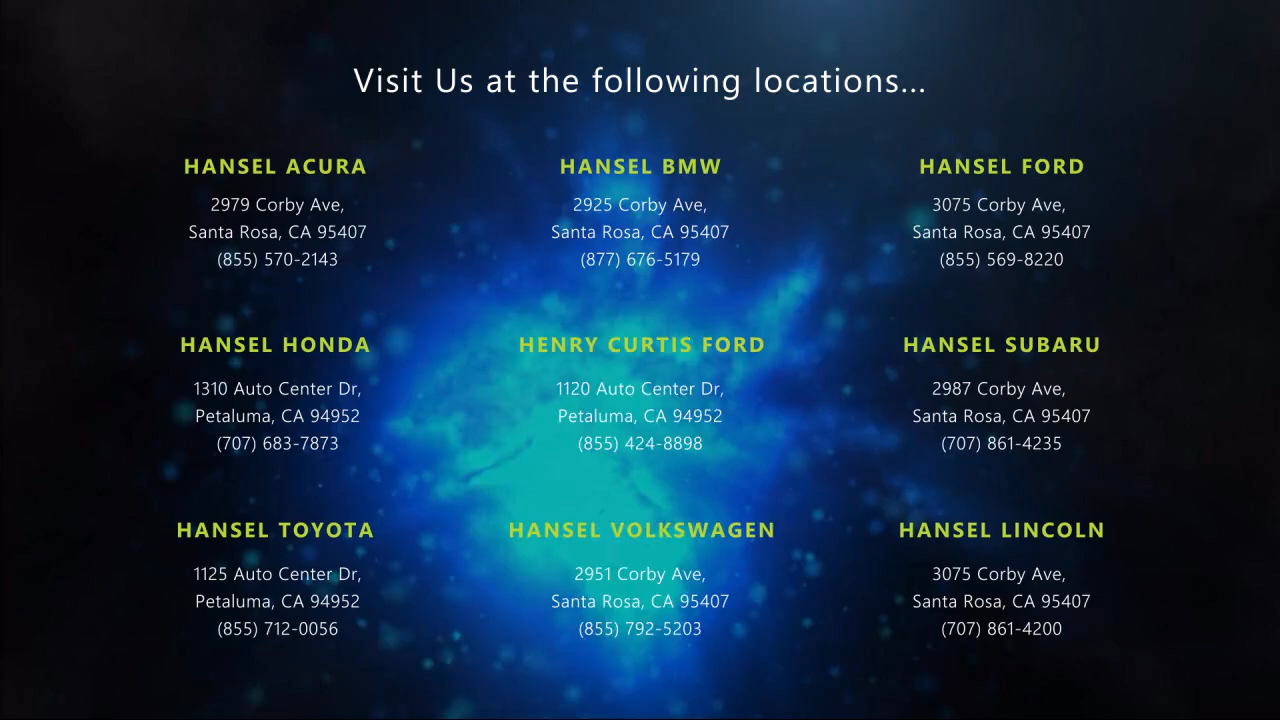 Visit Us at the following locations...
HANSEL ACURA
2979 Corby Ave,
Santa Rosa, CA 95407
(855) 570-2143
HANSEL BMW
2925 Corby Ave,
Santa Rosa, CA 95407
(877) 676-5179
HANSEL FORD
3075 Corby Ave,
Santa Rosa, CA 95407
(855) 569-8220
HANSEL HONDA
1310 Auto Center Dr,
Petaluma, CA 94952
(707) 683-7873
HENRY CURTIS FORD
1120 Auto Center Dr,
Petaluma, CA 94952
(855) 424-8898
HANSEL SUBARU
2987 Corby Ave,
Santa Rosa, CA 95407
(707) 861-4235
HANSEL TOYOTA
1125 Auto Center Dr,
Petaluma, CA 94952
(855) 712-0056
HANSEL VOLKSWAGEN
2951 Corby Ave,
Santa Rosa, CA 95407
(855) 792-5203
HANSEL LINCOLN
3075 Corby Ave,
Santa Rosa, CA 95407
(707) 861-4200